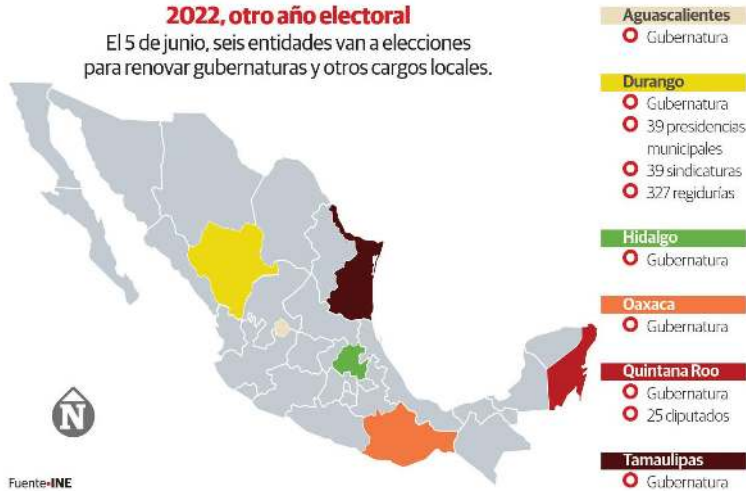 2022, otro año electoral
El 5 de junio, seis entidades van a elecciones
para renovar gubernaturas y otros cargos locales.
Aguascalientes
Gubernatura
Durango
Gubernatura
39 presidencias
municipales
39 sindicaturas
327 regidurías
Hidalgo
Gubernatura
Oaxaca
Gubernatura
Quintana Roo
Gubernatura
25 diputados
Tamaulipas
Gubernatura
N
Fuente•INE